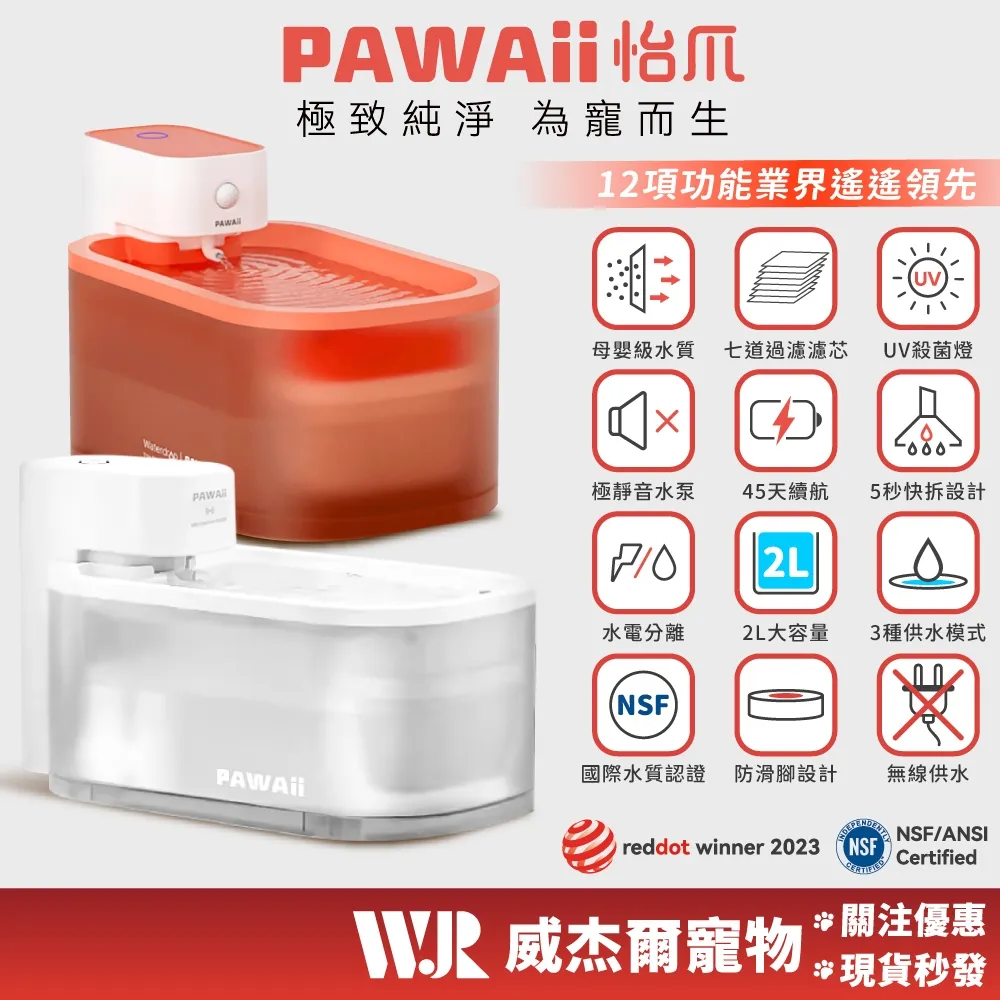 PAWAii怡爪
極致純淨 為寵而生
12項功能業界遙遙領先
UV
母嬰級水質 七道過濾濾芯 UV殺菌燈
極靜音水泵 45天續航 5秒快拆設計
2L
水電分離 2L大容量 3種供水模式
NSF
國際水質認證 防滑腳設計 無線供水
PAWAii
Waterdrop
PAWAii
PAWAii
reddot winner 2023
INDEPENDENTLY
NSF
CERTIFIED
NSF/ANSI
Certified
WJR 威杰爾寵物
關注優惠
現貨秒發